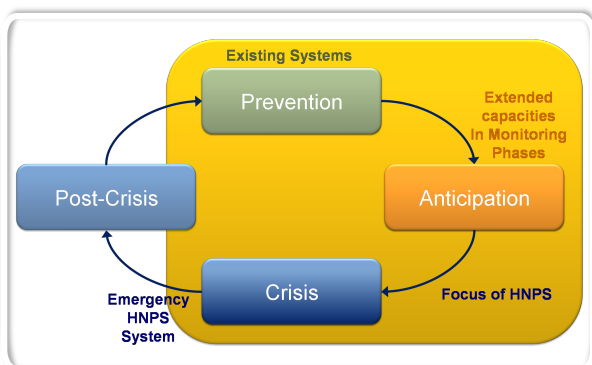 Existing Systems
Prevention
Extended
capacities
In Monitoring
Phases
Post-Crisis
Anticipation
Crisis
Focus of HNPS
Emergency
HNPS
System